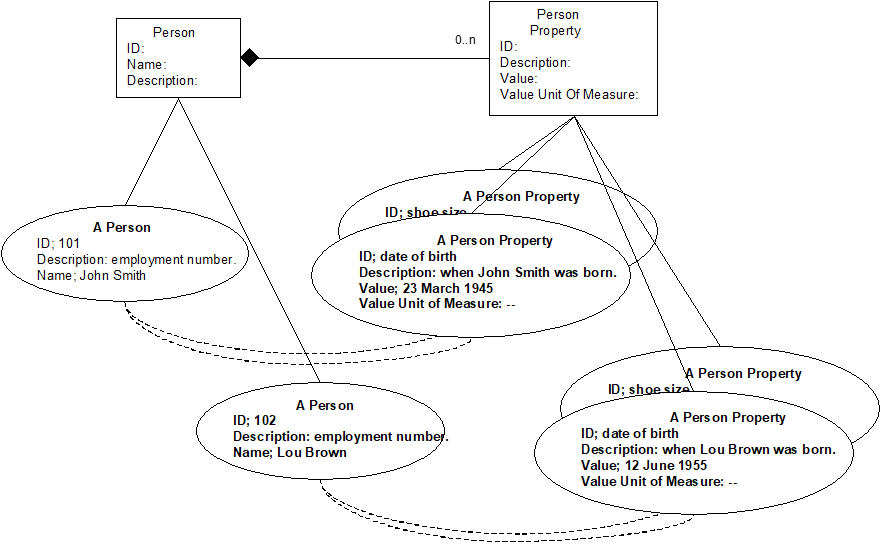 Person
ID:
Name:
Description:
0..n
Person
Property
ID:
Description:
Value:
Value Unit Of Measure:
A Person
ID; 101
Description: employment number.
Name; John Smith
A Person Property
ID; shoe size
A Person Property
ID; date of birth
Description: when John Smith was born.
Value; 23 March 1945
Value Unit of Measure: --
A Person
ID; 102
Description: employment number.
Name; Lou Brown
A Person Property
ID; shoe size
A Person Property
ID; date of birth
Description: when Lou Brown was born.
Value; 12 June 1955
Value Unit of Measure: --